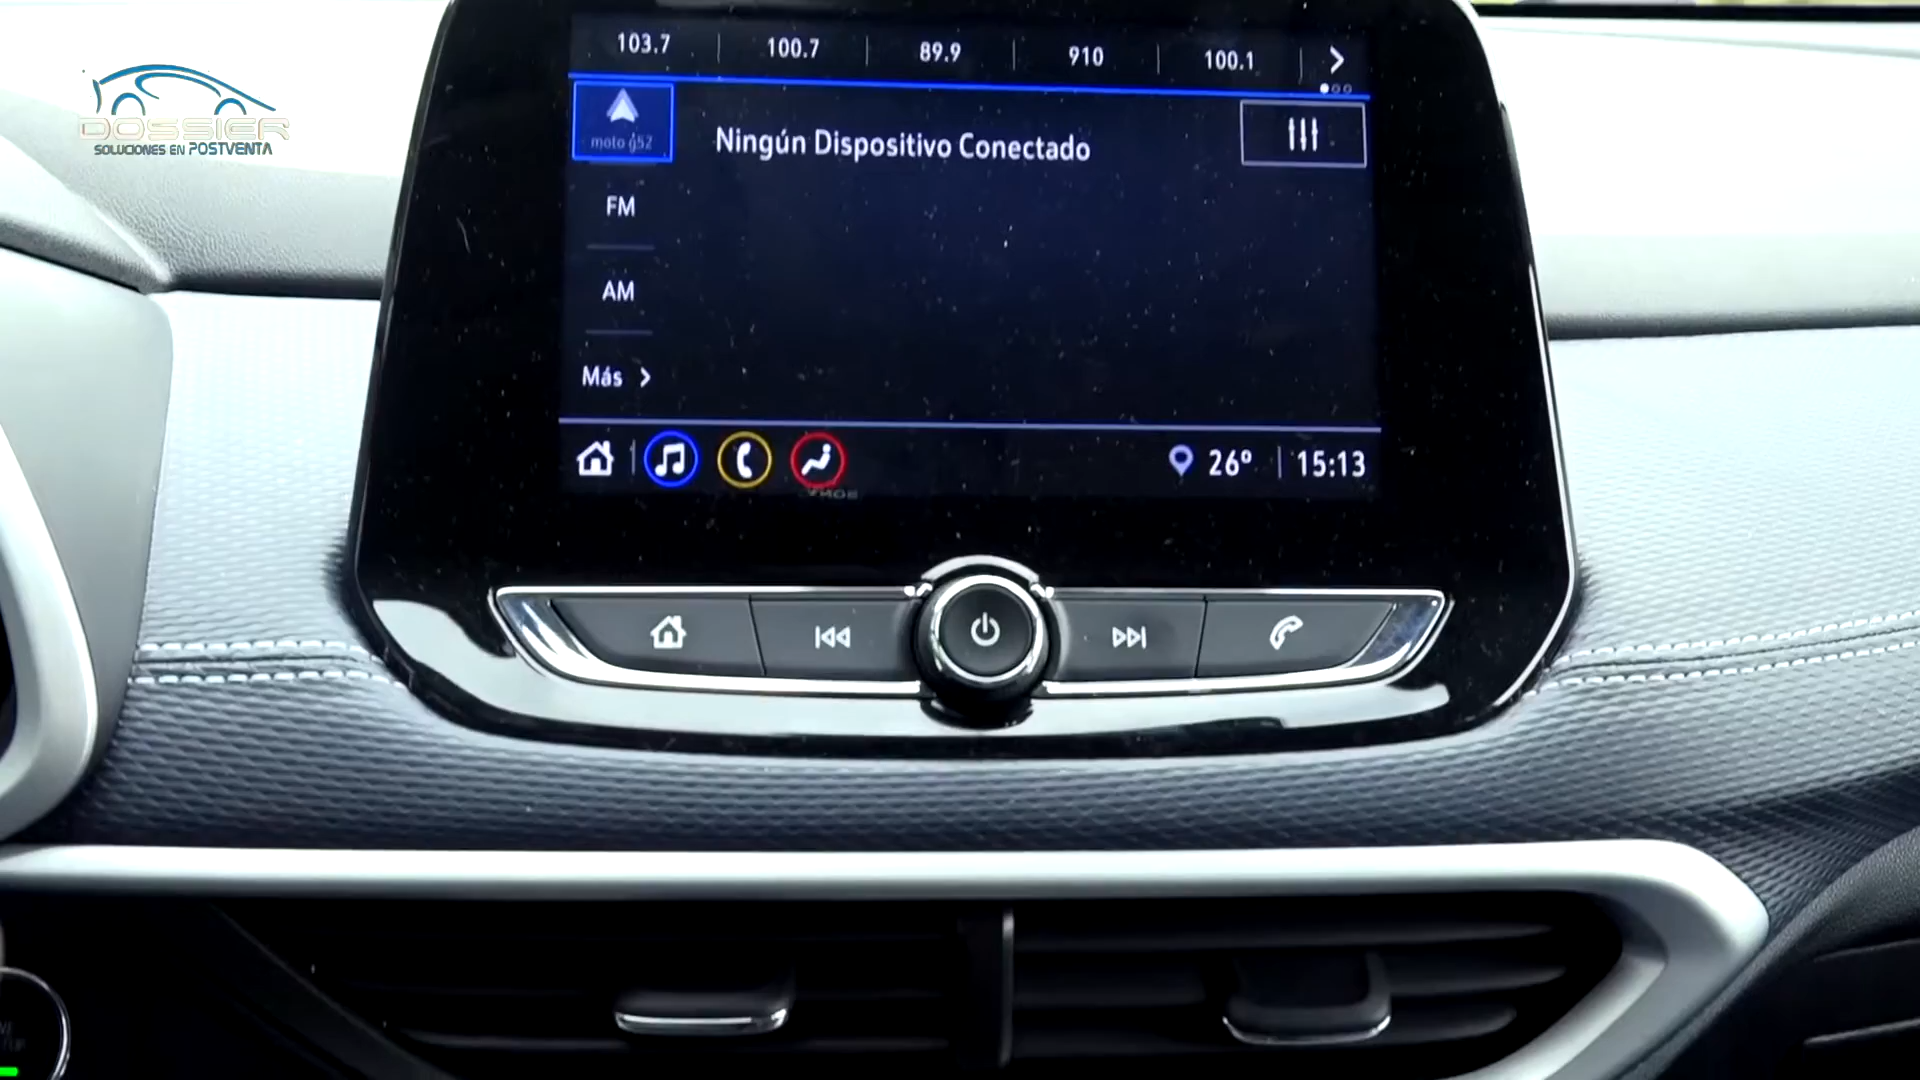 DOSSIER
SOLUCIONES EN POSTVENTA
103.7 100.7 89.9 910 100.1
moto g52
Ningún Dispositivo Conectado
FM
AM
Más
26° 15:13